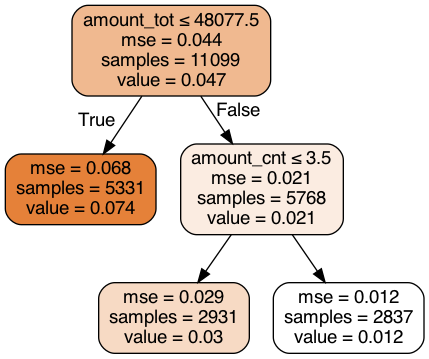 amount_tot ≤ 48077.5
mse = 0.044
samples = 11099
value = 0.047
True
False
mse = 0.068
samples = 5331
value = 0.074
amount_cnt ≤ 3.5
mse = 0.021
samples = 5768
value = 0.021
mse = 0.029
samples = 2931
value = 0.03
mse = 0.012
samples = 2837
value = 0.012